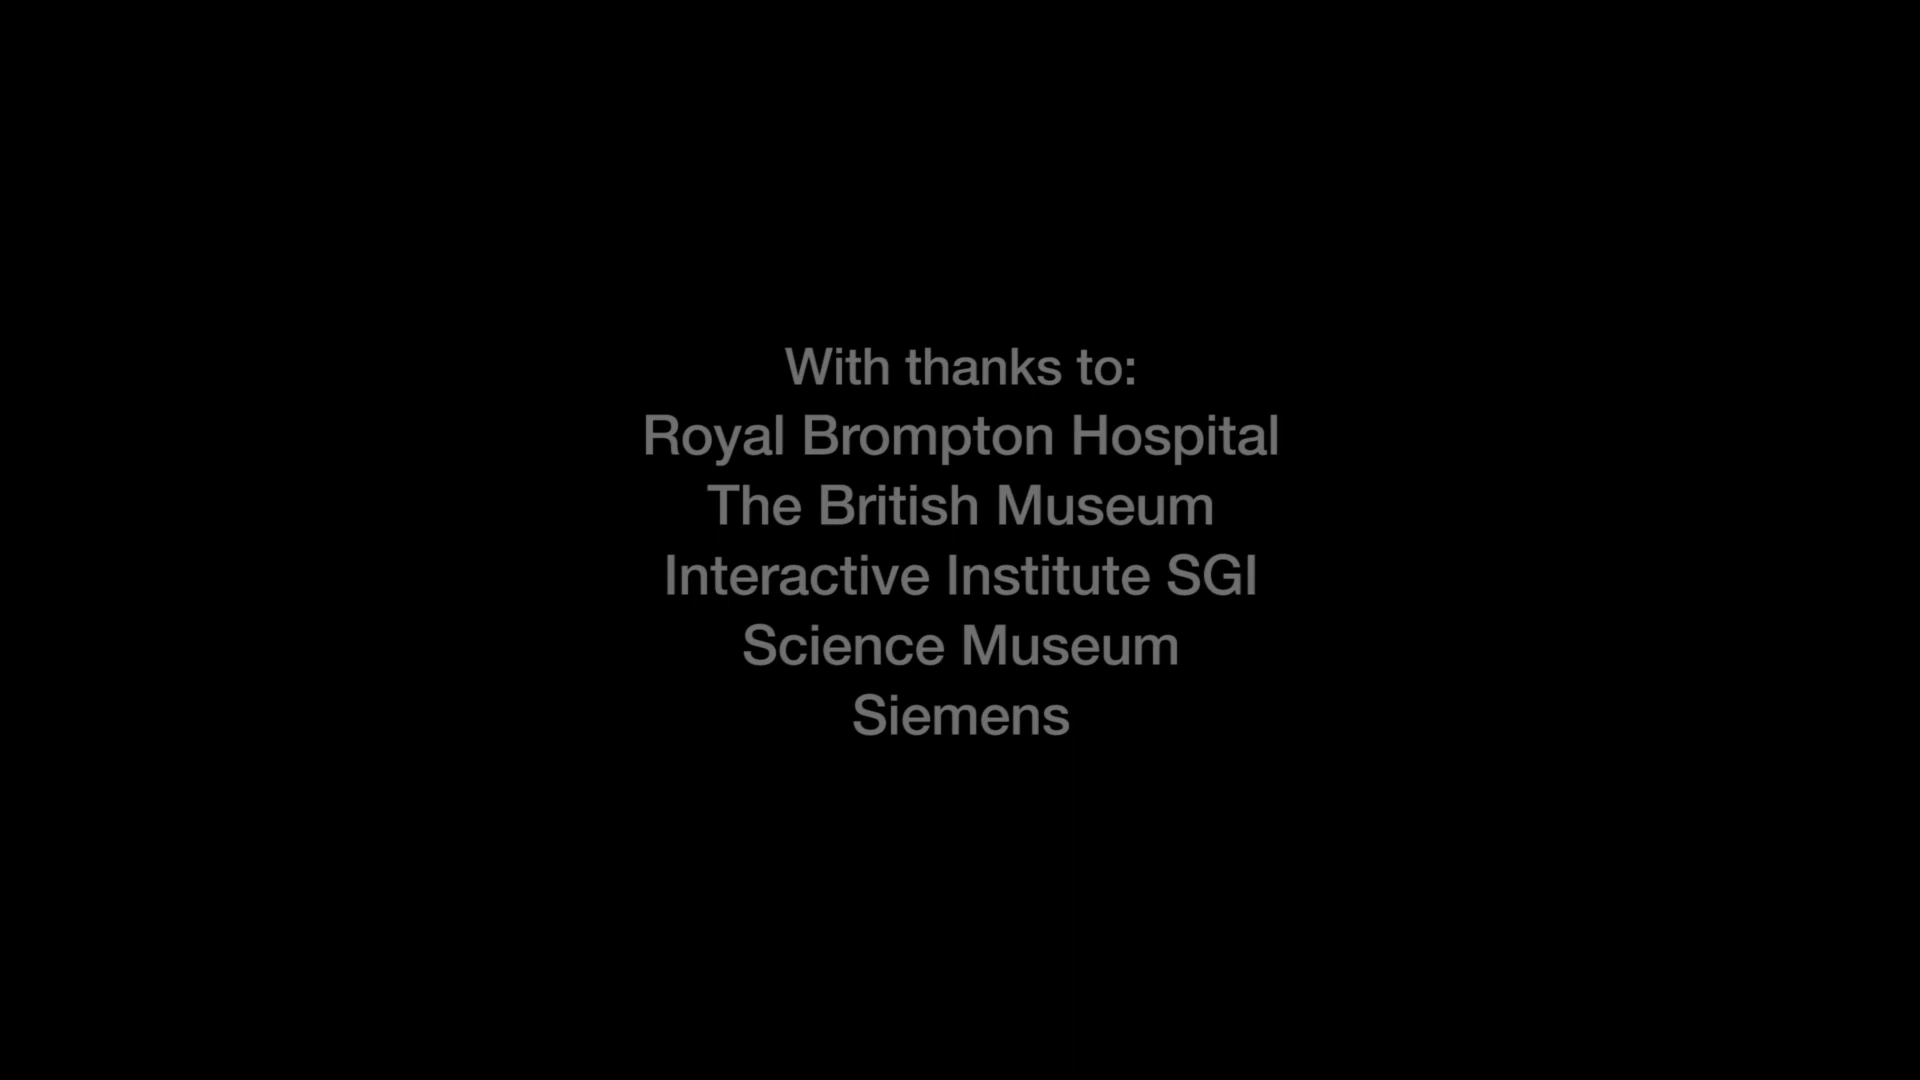 With thanks to:
Royal Brompton Hospital
The British Museum
Interactive Institute SGI
Science Museum
Siemens